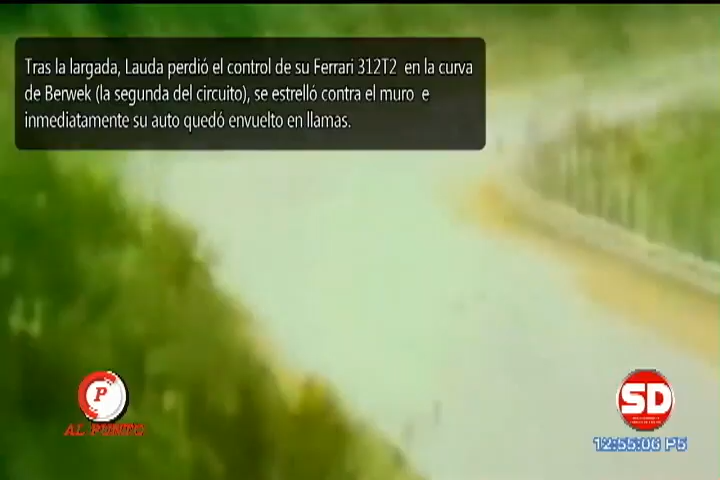 Tras la largada, Lauda perdió el control de su Ferrari 312T2 en la curva
de Berwek (la segunda del circuito), se estrelló contra el muro e
inmediatamente su auto quedó envuelto en llamas.
P
AL PUNTO
SD
12:55:06 PS